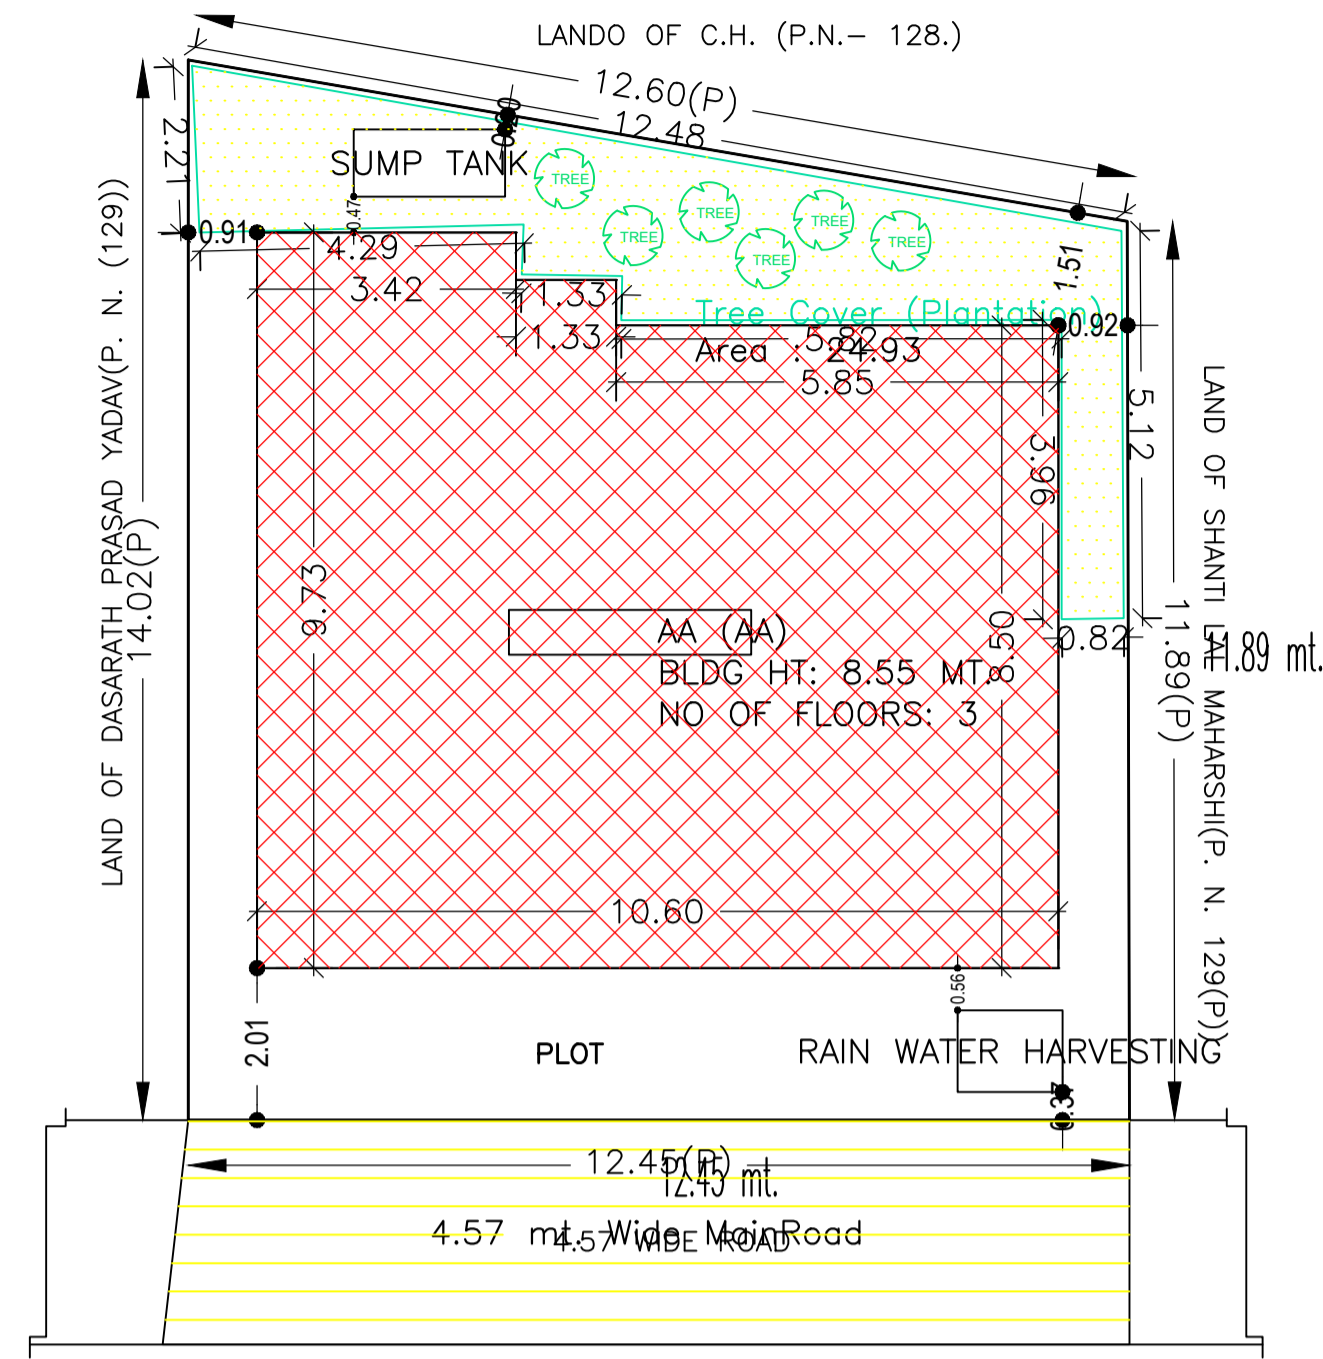 LANDO OF C.H. (P.N.- 128.)
12.60(P)
12.48
2.21
SUMP TANK
TREE
TREE
TREE
TREE
TREE
TREE
0.47
0.91
4.29
3.42
1.33
1.33
1.51
Tree Cover (Plantation)
0.92
5.82
Area : 24.93
5.85
5.12
3.96
LAND OF DASARATH PRASAD YADAV(P. N. (129))
14.02(P)
9.73
AA (AA)
BLDG HT: 8.55 MT.
NO OF FLOORS: 3
8.50
0.82
11.89 mt.
11.89(P)
LAND OF SHANTI LAL MAHARSHI(P. N. 129(P))
10.60
0.56
2.01
PLOT
RAIN WATER HARVESTING
0.37
12.45(P)
12.45 mt.
4.57 mt. Wide MainRoad
4.57 WIDE ROAD